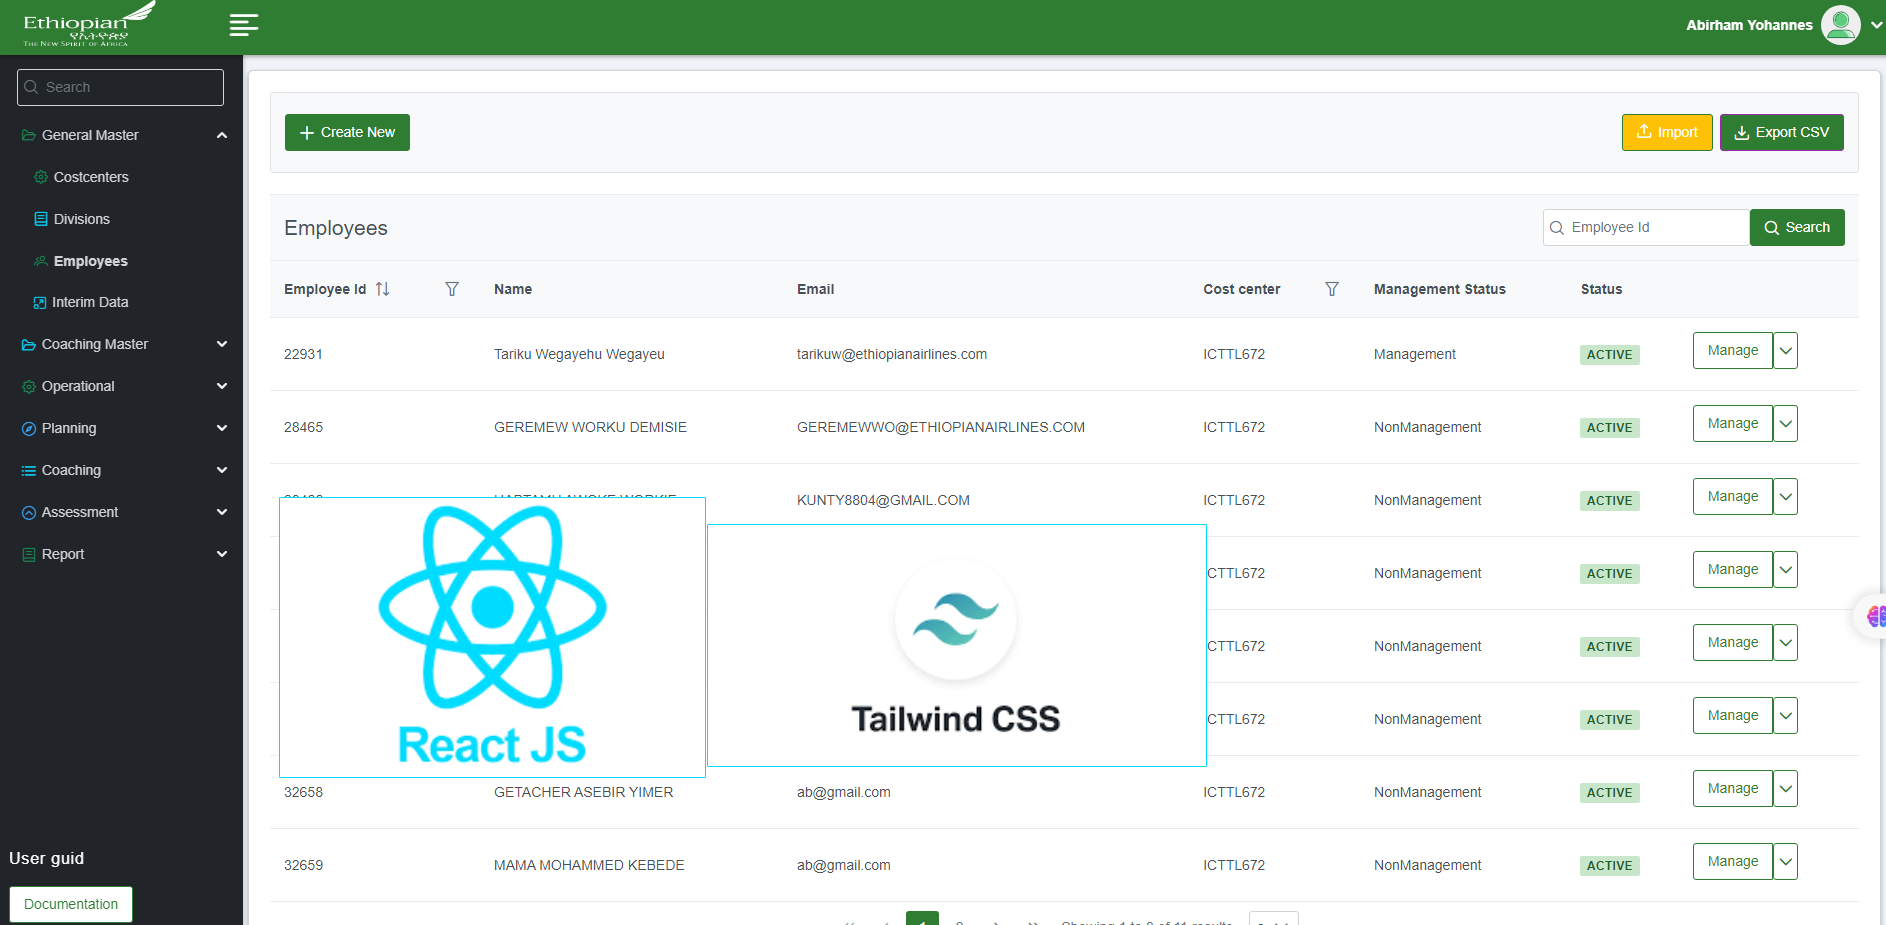 Ethiopian
THE NEW SPIRIT OF AFRICA
Abirham Yohannes
Search
General Master
Costcenters
Divisions
Employees
Interim Data
Coaching Master
Operational
Planning
Coaching
Assessment
Report
User guid
Documentation
Create New
Import
Export CSV
Employees
Employee Id
Search
Employee Id Name Email Cost center Management Status Status
22931 Tariku Wegayehu Wegayeu tarikuw@ethiopianairlines.com ICTTL672 Management ACTIVE Manage
28465 GEREMEW WORKU DEMISIE GEREMEWWO@ETHIOPIANAIRLINES.COM ICTTL672 NonManagement ACTIVE Manage
KUNTY8804@GMAIL.COM ICTTL672 NonManagement ACTIVE Manage
CTTL672 NonManagement ACTIVE Manage
CTTL672 NonManagement ACTIVE Manage
CTTL672 NonManagement ACTIVE Manage
React JS
Tailwind CSS
32658 GETACHER ASEBIR YIMER ab@gmail.com ICTTL672 NonManagement ACTIVE Manage
32659 MAMA MOHAMMED KEBEDE ab@gmail.com ICTTL672 NonManagement ACTIVE Manage